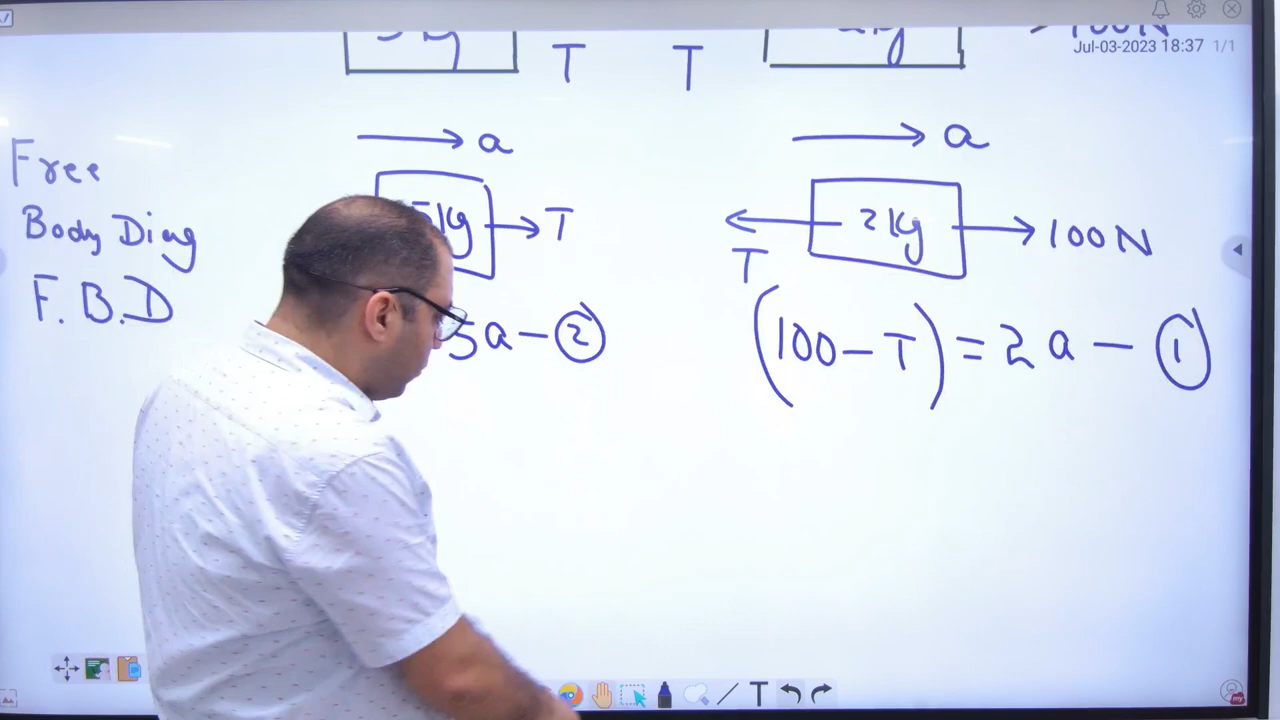 100N
Jul-03-2023 18:37 1/1
T T
a a
Free
Body Diag
F.B.D
5kg T
T 2kg 100N
5a - ②
(100 - T) = 2a - ①
T